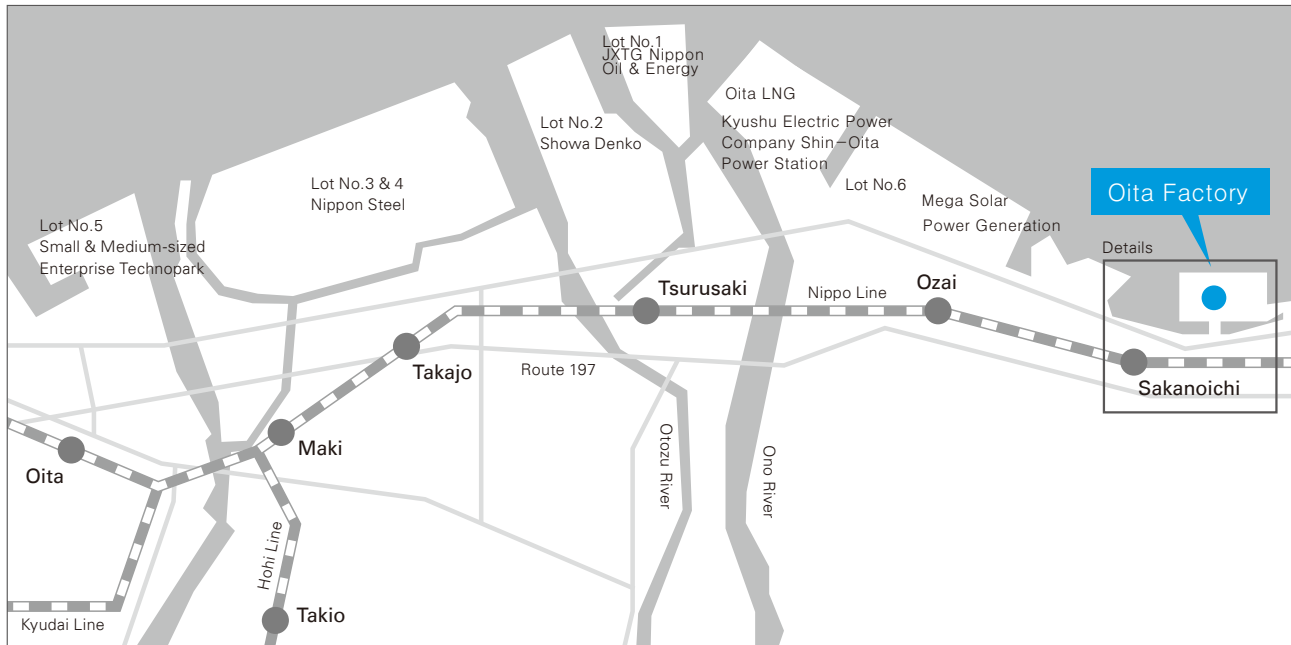 Lot No.1
JXTG Nippon
Oil & Energy
Oita LNG
Kyushu Electric Power
Company Shin-Oita
Power Station
Lot No.2
Showa Denko
Lot No.3 & 4
Nippon Steel
Lot No.6
Mega Solar
Power Generation
Oita Factory
Details
Lot No.5
Small & Medium-sized
Enterprise Technopark
Tsurusaki
Nippo Line
Ozai
Takajo
Route 197
Sakanoichi
Maki
Oita
Otozu River
Ono River
Hohi Line
Takio
Kyudai Line